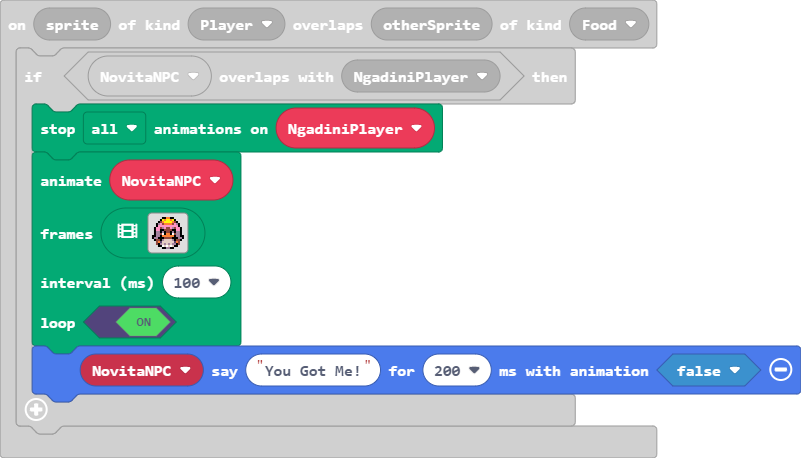 on sprite of kind Player overlaps otherSprite of kind Food
if NovitaNPC overlaps with NgadiniPlayer then
stop all animations on NgadiniPlayer
animate NovitaNPC
frames
interval (ms) 100
loop ON
NovitaNPC say "You Got Me!" for 200 ms with animation false